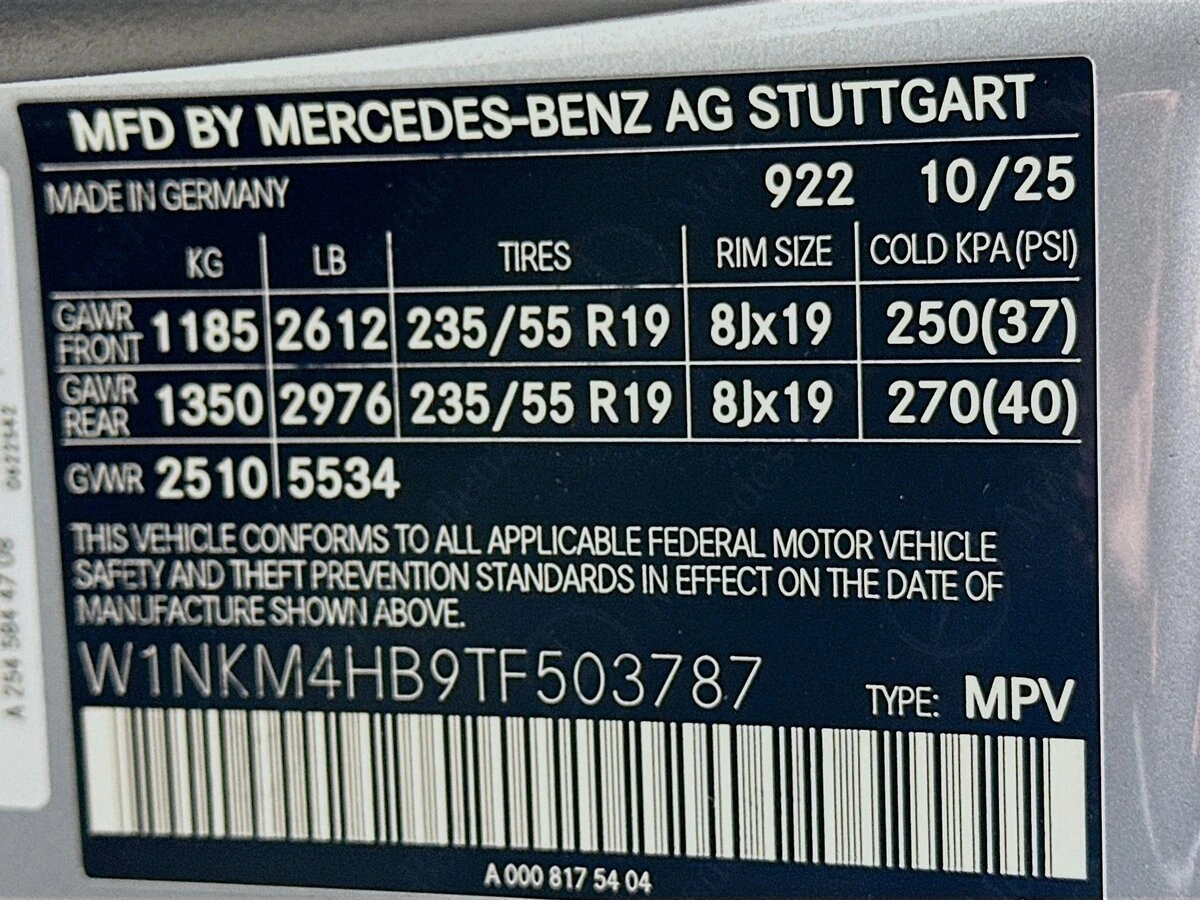 MFD BY MERCEDES-BENZ AG STUTTGART
MADE IN GERMANY 922 10/25
KG LB TIRES RIM SIZE COLD KPA (PSI)
GAWR FRONT 1185 2612 235/55 R19 8Jx19 250(37)
GAWR REAR 1350 2976 235/55 R19 8Jx19 270(40)
GVWR 2510 5534
THIS VEHICLE CONFORMS TO ALL APPLICABLE FEDERAL MOTOR VEHICLE
SAFETY AND THEFT PREVENTION STANDARDS IN EFFECT ON THE DATE OF
MANUFACTURE SHOWN ABOVE.
W1NKM4HB9TF503787 TYPE: MPV
A 000 817 54 04
A 254 584 47 08